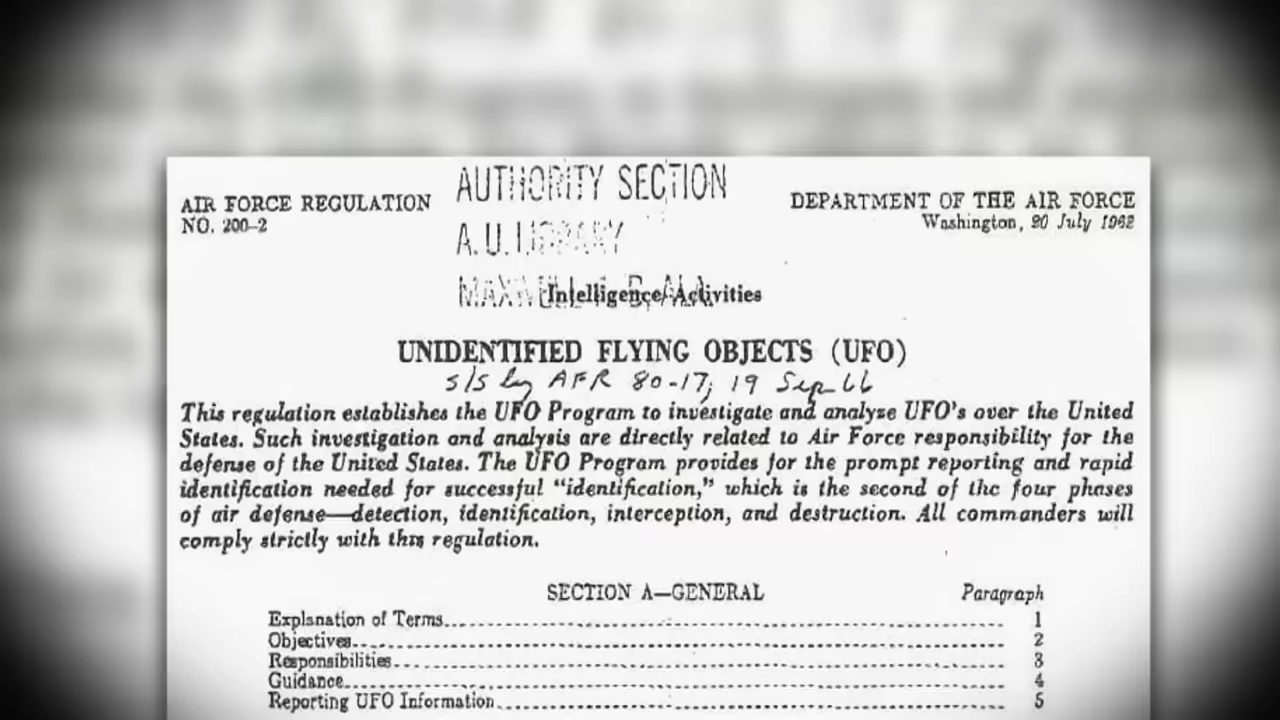 AUTHORITY SECTION
AIR FORCE REGULATION
NO. 200-2
DEPARTMENT OF THE AIR FORCE
Washington, 20 July 1962
A. U. LIBRARY
Intelligence Activities
UNIDENTIFIED FLYING OBJECTS (UFO)
s/s by AFR 80-17; 19 Sep 66
This regulation establishes the UFO Program to investigate and analyze UFO's over the United
States. Such investigation and analysis are directly related to Air Force responsibility for the
defense of the United States. The UFO Program provides for the prompt reporting and rapid
identification needed for successful "identification," which is the second of the four phases
of air defense—detection, identification, interception, and destruction. All commanders will
comply strictly with this regulation.
SECTION A—GENERAL Paragraph
Explanation of Terms 1
Objectives 2
Responsibilities 3
Guidance 4
Reporting UFO Information 5